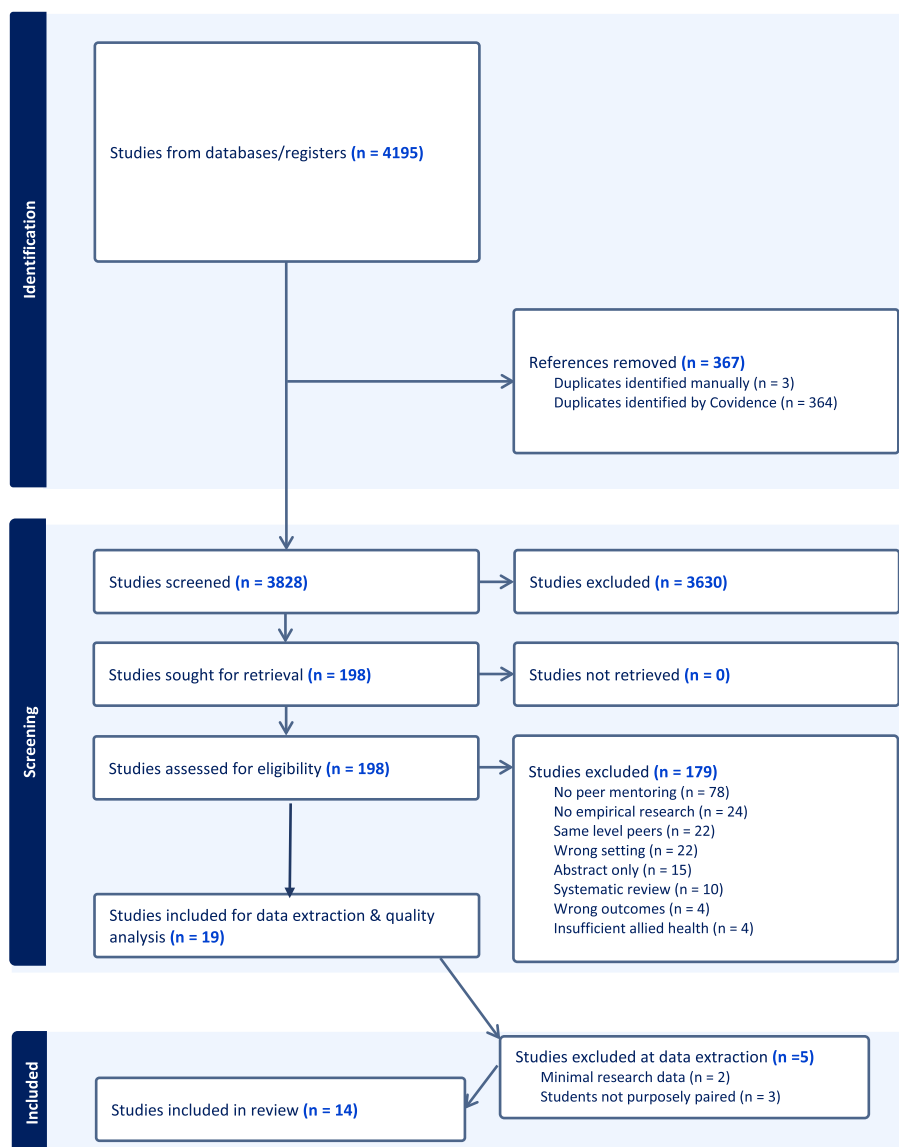 Identification
Studies from databases/registers (n = 4195)
References removed (n = 367)
Duplicates identified manually (n = 3)
Duplicates identified by Covidence (n = 364)
Screening
Studies screened (n = 3828)
Studies excluded (n = 3630)
Studies sought for retrieval (n = 198)
Studies not retrieved (n = 0)
Studies assessed for eligibility (n = 198)
Studies excluded (n = 179)
No peer mentoring (n = 78)
No empirical research (n = 24)
Same level peers (n = 22)
Wrong setting (n = 22)
Abstract only (n = 15)
Systematic review (n = 10)
Wrong outcomes (n = 4)
Insufficient allied health (n = 4)
Studies included for data extraction & quality
analysis (n = 19)
Included
Studies excluded at data extraction (n =5)
Minimal research data (n = 2)
Students not purposely paired (n = 3)
Studies included in review (n = 14)